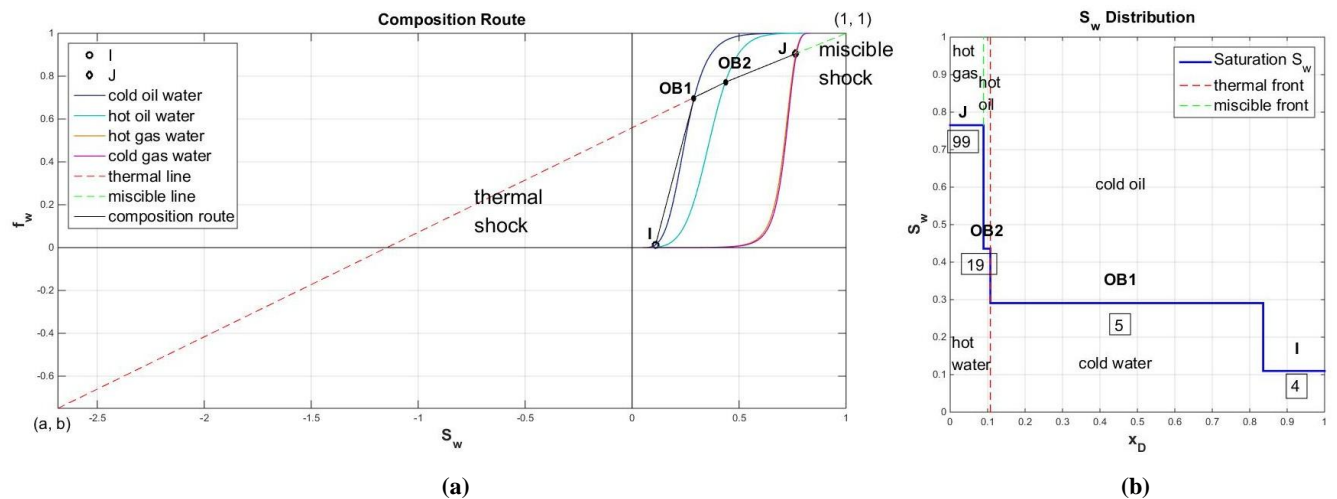 Composition Route
(1, 1)
f_w
1
0.8
0.6
0.4
0.2
0
-0.2
-0.4
-0.6
I
J
cold oil water
hot oil water
hot gas water
cold gas water
thermal line
miscible line
composition route
J
miscible
shock
OB2
OB1
thermal
shock
I
(a, b)
-2.5
-2
-1.5
-1
-0.5
0
0.5
1
S_w
(a)
S_w Distribution
S_w
1
0.9
0.8
0.7
0.6
0.5
0.4
0.3
0.2
0.1
0
Saturation S_w
thermal front
miscible front
hot
gas
hot
oil
J
99
cold oil
OB2
19
OB1
5
hot
water
cold water
I
4
0
0.1
0.2
0.3
0.4
0.5
0.6
0.7
0.8
0.9
1
x_D
(b)